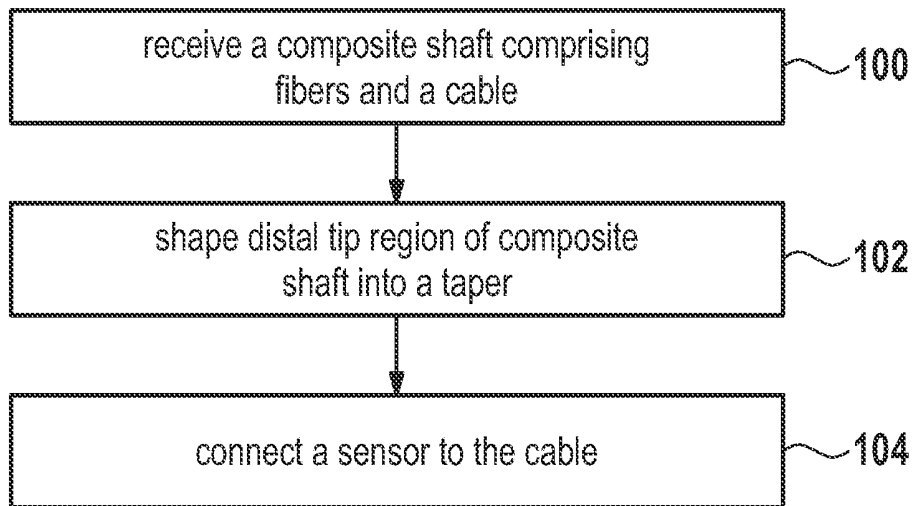 receive a composite shaft comprising
fibers and a cable
100
shape distal tip region of composite
shaft into a taper
102
connect a sensor to the cable
104